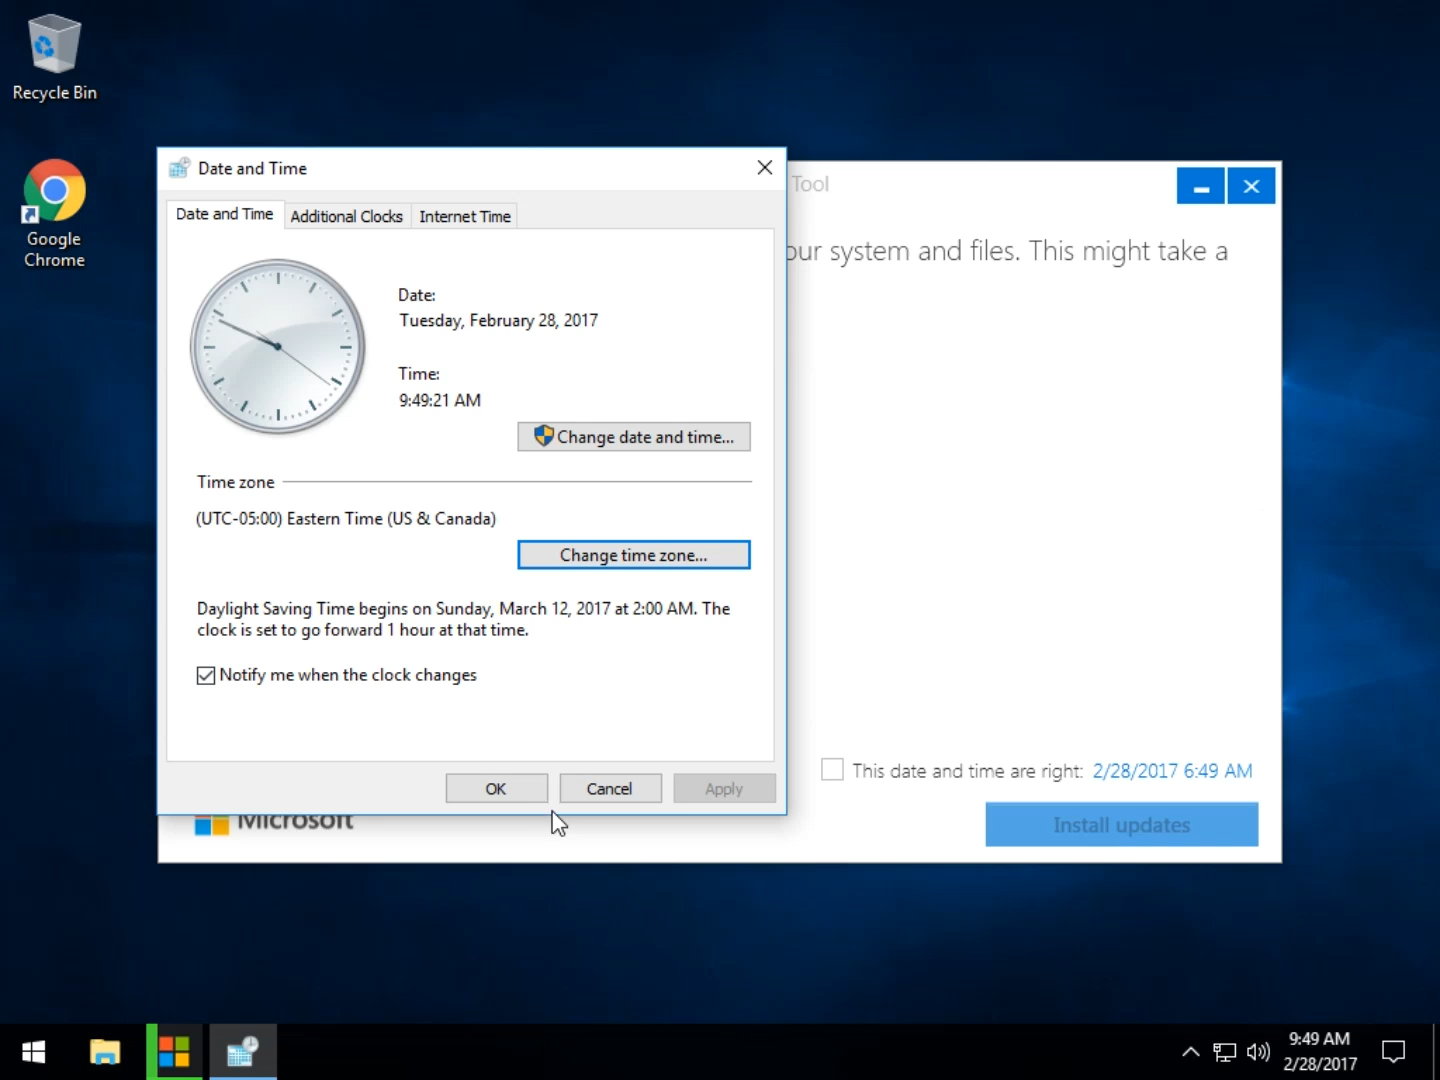 Recycle Bin
Google
Chrome
Date and Time
Date and Time
Additional Clocks
Internet Time
Date:
Tuesday, February 28, 2017
Time:
9:49:21 AM
Change date and time...
Time zone
(UTC-05:00) Eastern Time (US & Canada)
Change time zone...
Daylight Saving Time begins on Sunday, March 12, 2017 at 2:00 AM. The
clock is set to go forward 1 hour at that time.
Notify me when the clock changes
OK
Cancel
Apply
Tool
our system and files. This might take a
This date and time are right: 2/28/2017 6:49 AM
Microsoft
Install updates
9:49 AM
2/28/2017